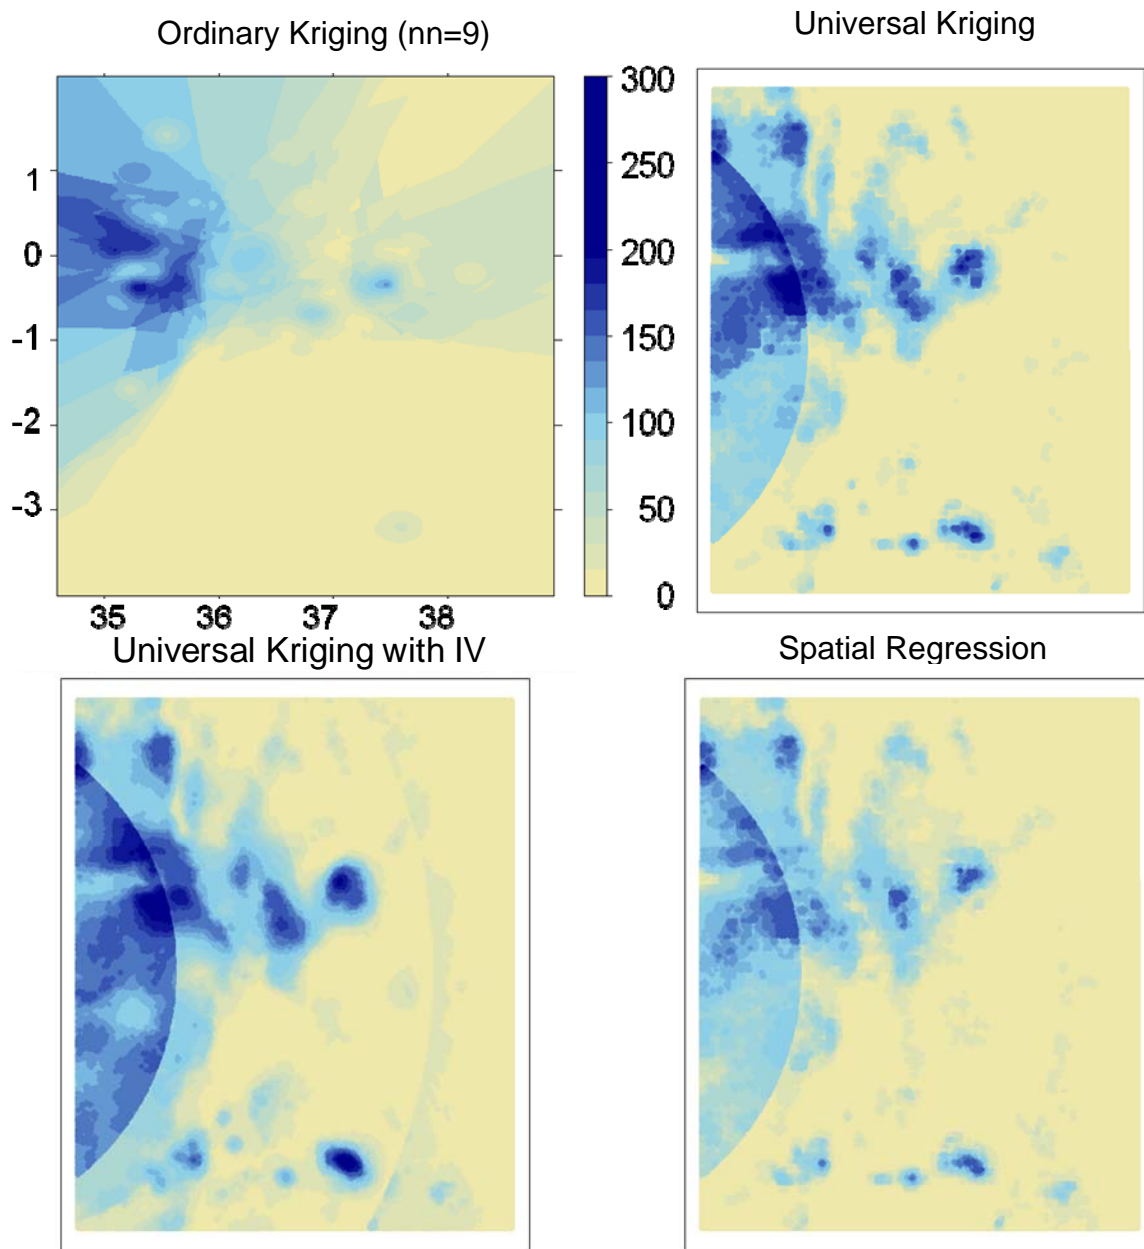 Ordinary Kriging (nn=9)
Universal Kriging
1
0
-1
-2
-3
35 36 37 38
300
250
200
150
100
50
0
Universal Kriging with IV
Spatial Regression